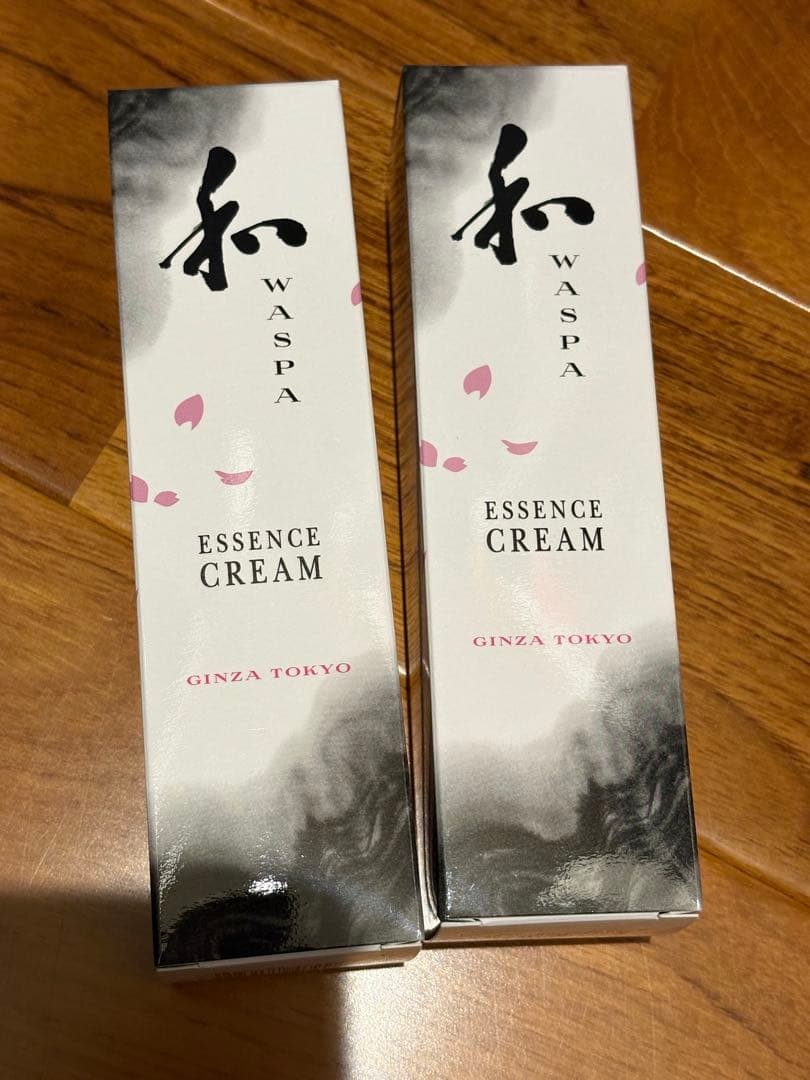 和
WASPA
ESSENCE
CREAM
GINZA TOKYO
和
WASPA
ESSENCE
CREAM
GINZA TOKYO